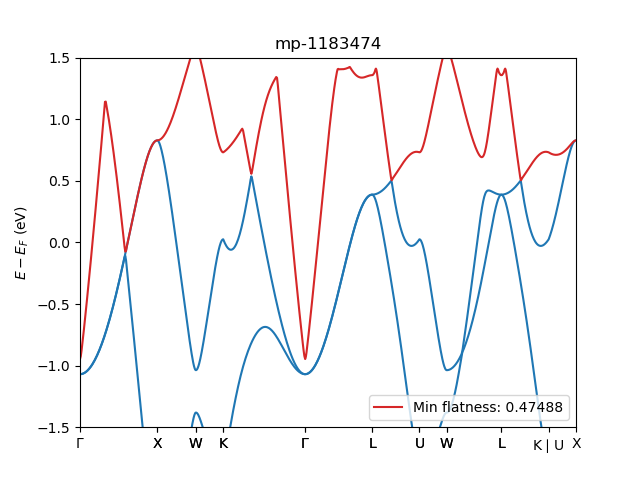 mp-1183474
E − E_F (eV)
1.5
1.0
0.5
0.0
−0.5
−1.0
−1.5
Min flatness: 0.47488
Γ X W K Γ L U W L K | U X